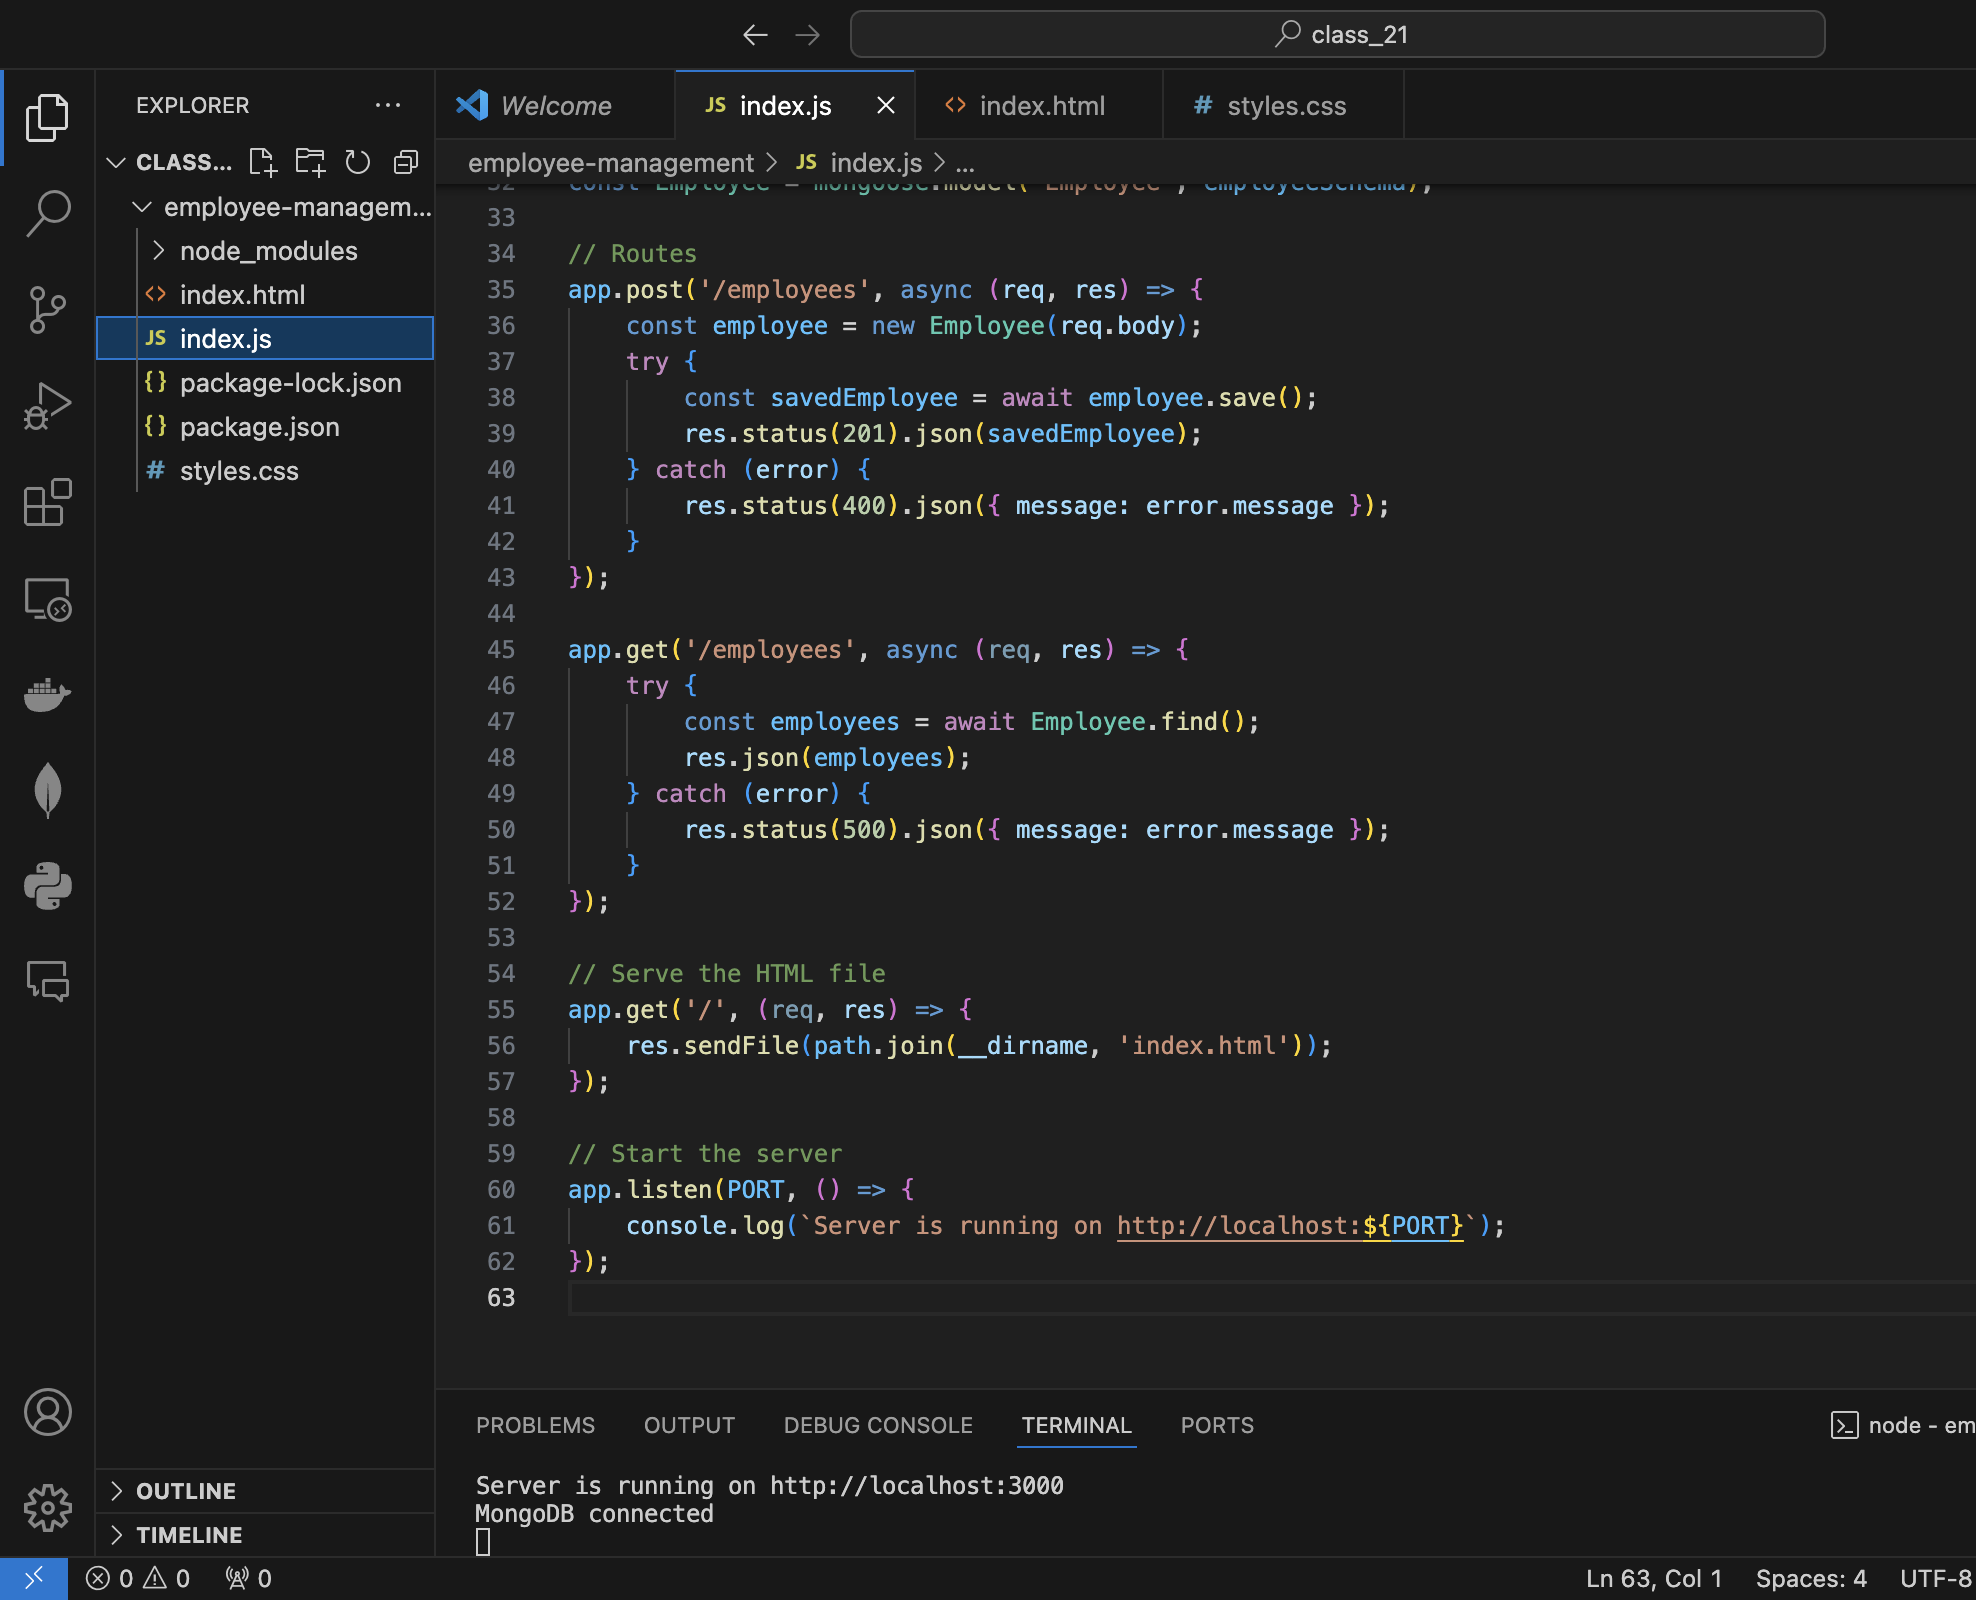 class_21
EXPLORER
Welcome
JS index.js
index.html
# styles.css
CLASS...
employee-management > JS index.js > ...
employee-managem...
node_modules
index.html
JS index.js
{} package-lock.json
{} package.json
# styles.css
32 const Employee = mongoose.model('Employee', employeeSchema);
33
34 // Routes
35 app.post('/employees', async (req, res) => {
36 const employee = new Employee(req.body);
37 try {
38 const savedEmployee = await employee.save();
39 res.status(201).json(savedEmployee);
40 } catch (error) {
41 res.status(400).json({ message: error.message });
42 }
43 });
44
45 app.get('/employees', async (req, res) => {
46 try {
47 const employees = await Employee.find();
48 res.json(employees);
49 } catch (error) {
50 res.status(500).json({ message: error.message });
51 }
52 });
53
54 // Serve the HTML file
55 app.get('/', (req, res) => {
56 res.sendFile(path.join(__dirname, 'index.html'));
57 });
58
59 // Start the server
60 app.listen(PORT, () => {
61 console.log(`Server is running on http://localhost:${PORT}`);
62 });
63
PROBLEMS OUTPUT DEBUG CONSOLE TERMINAL PORTS
node - em
Server is running on http://localhost:3000
MongoDB connected
OUTLINE
TIMELINE
0 0 0
Ln 63, Col 1 Spaces: 4 UTF-8